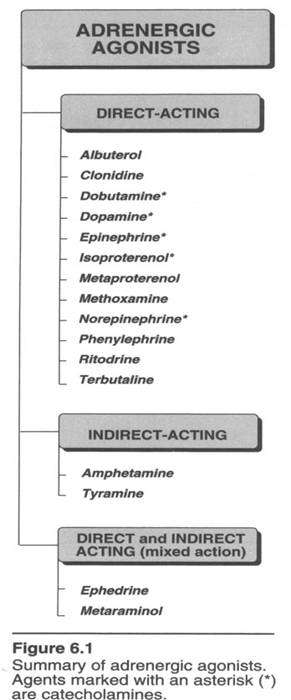 ADRENERGIC
AGONISTS
DIRECT-ACTING
Albuterol
Clonidine
Dobutamine*
Dopamine*
Epinephrine*
Isoproterenol*
Metaproterenol
Methoxamine
Norepinephrine*
Phenylephrine
Ritodrine
Terbutaline
INDIRECT-ACTING
Amphetamine
Tyramine
DIRECT and INDIRECT
ACTING (mixed action)
Ephedrine
Metaraminol
Figure 6.1
Summary of adrenergic agonists.
Agents marked with an asterisk (*)
are catecholamines.